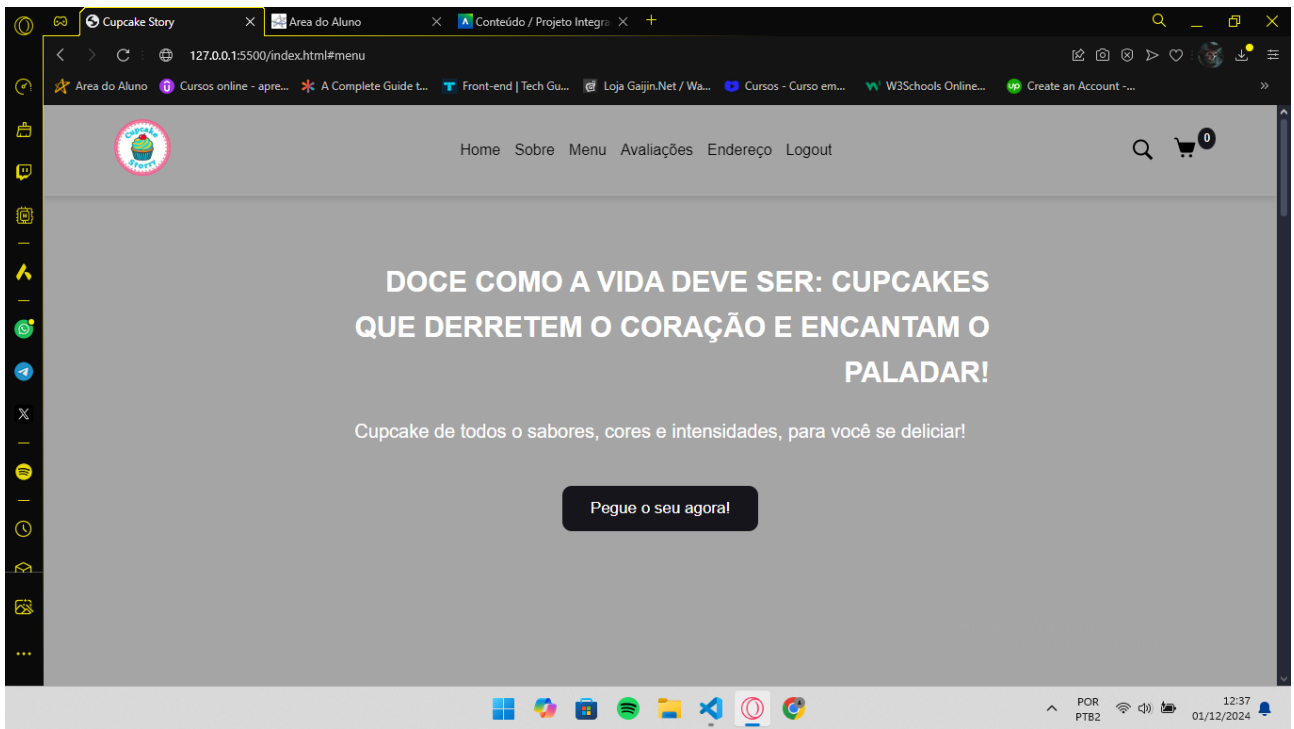 Cupcake Story
Area do Aluno
Conteúdo / Projeto Integra
127.0.0.1:5500/index.html#menu
Area do Aluno
Cursos online - apre...
A Complete Guide t...
Front-end | Tech Gu...
Loja Gaijin.Net / Wa...
Cursos - Curso em...
W3Schools Online...
Create an Account -...
Cupcake
Story
Home Sobre Menu Avaliações Endereço Logout
0
DOCE COMO A VIDA DEVE SER: CUPCAKES
QUE DERRETEM O CORAÇÃO E ENCANTAM O
PALADAR!
Cupcake de todos o sabores, cores e intensidades, para você se deliciar!
Pegue o seu agora!
POR
PTB2
12:37
01/12/2024